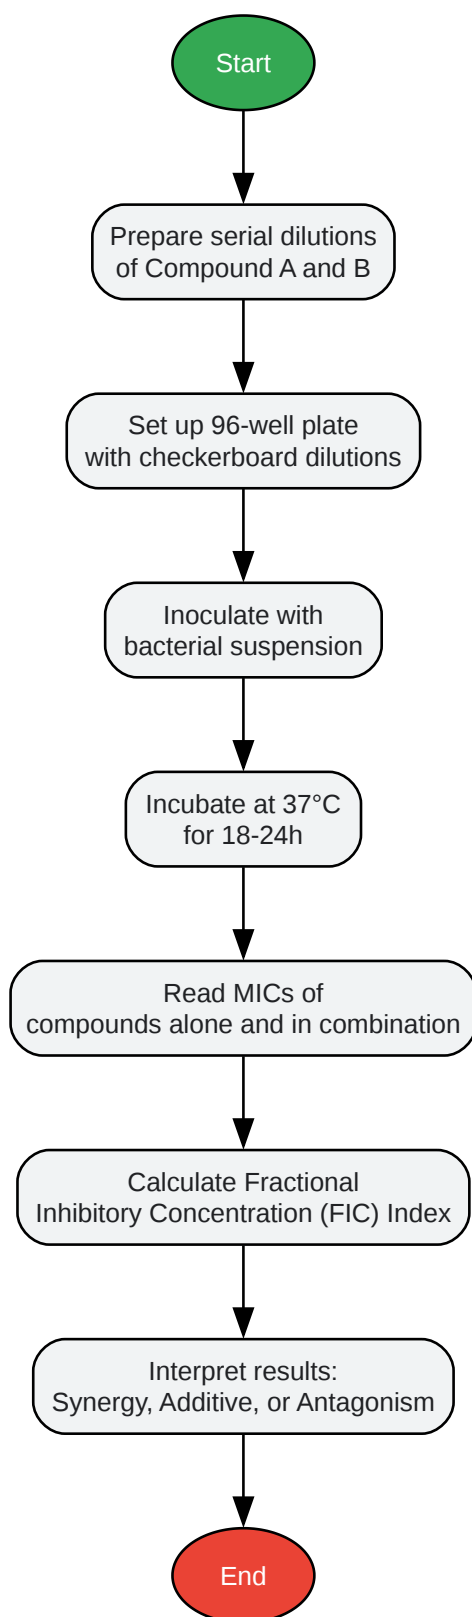 Start
Prepare serial dilutions
of Compound A and B
Set up 96-well plate
with checkerboard dilutions
Inoculate with
bacterial suspension
Incubate at 37°C
for 18-24h
Read MICs of
compounds alone and in combination
Calculate Fractional
Inhibitory Concentration (FIC) Index
Interpret results:
Synergy, Additive, or Antagonism
End